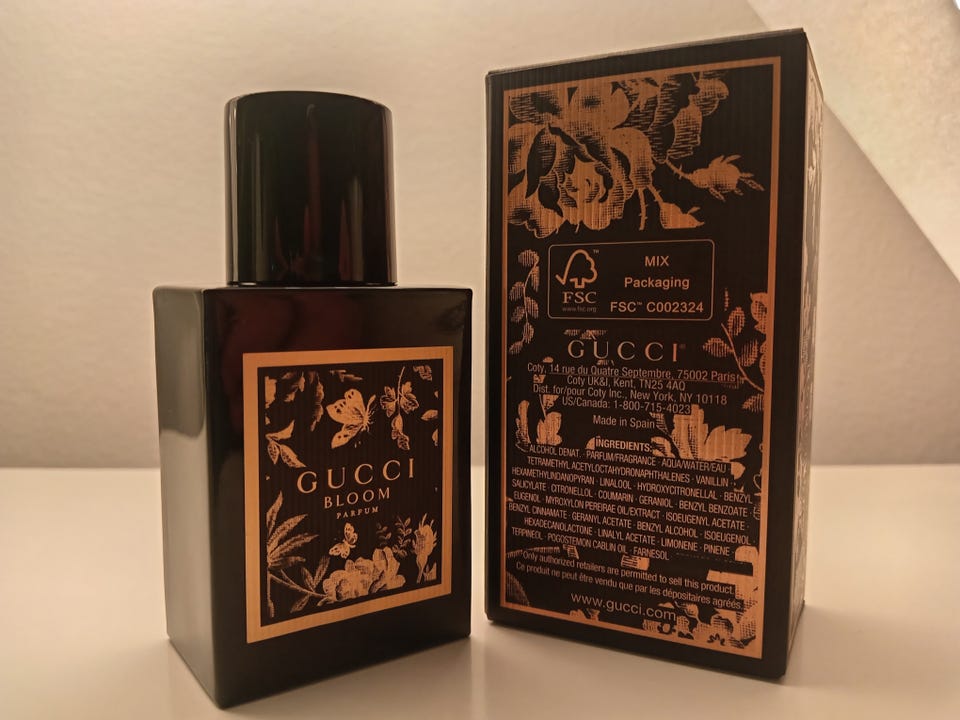 GUCCI
BLOOM
PARFUM
FSC
www.fsc.org
MIX
Packaging
FSC™ C002324
GUCCI®
Coty, 14 rue du Quatre Septembre, 75002 Paris
Coty UK&I, Kent, TN25 4AQ
Dist. for/pour Coty Inc., New York, NY 10118
US/Canada: 1-800-715-4023
Made in Spain
INGREDIENTS:
ALCOHOL DENAT. · PARFUM/FRAGRANCE · AQUA/WATER/EAU ·
TETRAMETHYL ACETYLOCTAHYDRONAPHTHALENES · VANILLIN ·
HEXAMETHYLINDANOPYRAN · LINALOOL · HYDROXYCITRONELLAL · BENZYL
SALICYLATE · CITRONELLOL · COUMARIN · GERANIOL · BENZYL BENZOATE ·
EUGENOL · MYROXYLON PEREIRAE OIL/EXTRACT · ISOEUGENYL ACETATE ·
BENZYL CINNAMATE · GERANYL ACETATE · BENZYL ALCOHOL · ISOEUGENOL ·
HEXADECANOLACTONE · LINALYL ACETATE · LIMONENE · PINENE ·
TERPINEOL · POGOSTEMON CABLIN OIL · FARNESOL
Only authorized retailers are permitted to sell this product.
Ce produit ne peut être vendu que par les dépositaires agréés.
www.gucci.com